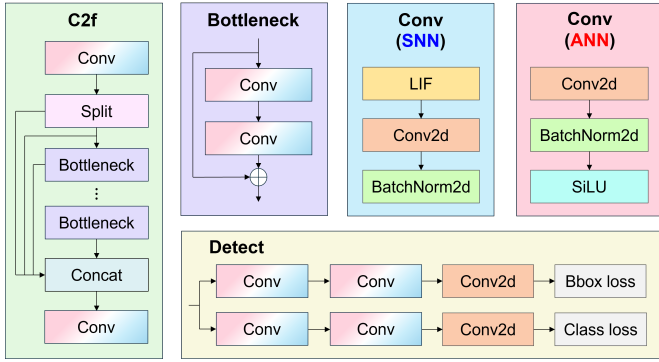 C2f
Conv
Split
Bottleneck
...
Bottleneck
Concat
Conv
Bottleneck
Conv
Conv
Conv
(SNN)
LIF
Conv2d
BatchNorm2d
Conv
(ANN)
Conv2d
BatchNorm2d
SiLU
Detect
Conv Conv Conv2d Bbox loss
Conv Conv Conv2d Class loss